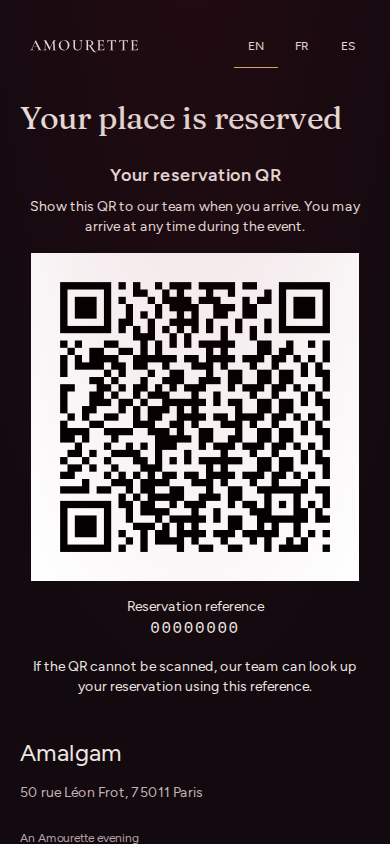 AMOURETTE
EN FR ES
Your place is reserved
Your reservation QR
Show this QR to our team when you arrive. You may
arrive at any time during the event.
Reservation reference
00000000
If the QR cannot be scanned, our team can look up
your reservation using this reference.
Amalgam
50 rue Léon Frot, 75011 Paris
An Amourette evening